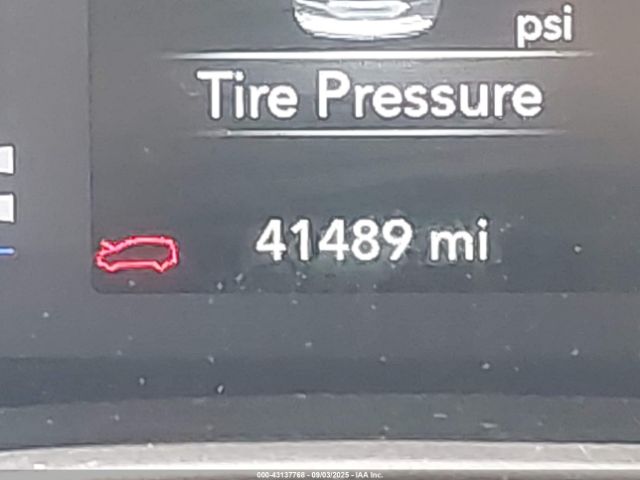 psi
Tire Pressure
41489 mi
000-43137768 - 09/03/2025 - IAA Inc.